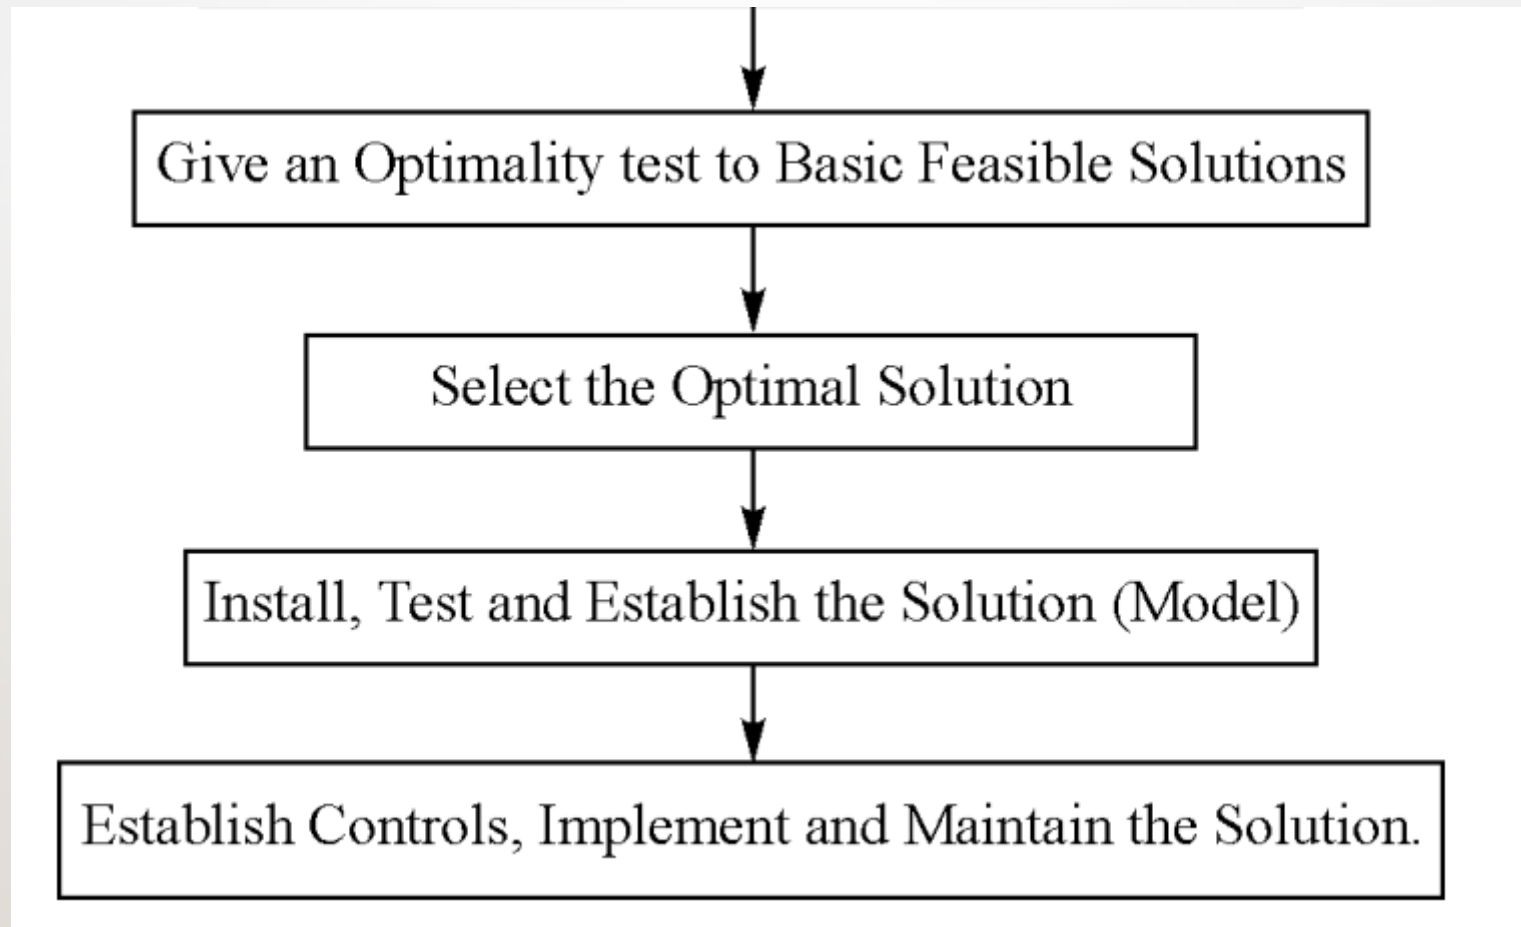 Give an Optimality test to Basic Feasible Solutions
Select the Optimal Solution
Install, Test and Establish the Solution (Model)
Establish Controls, Implement and Maintain the Solution.